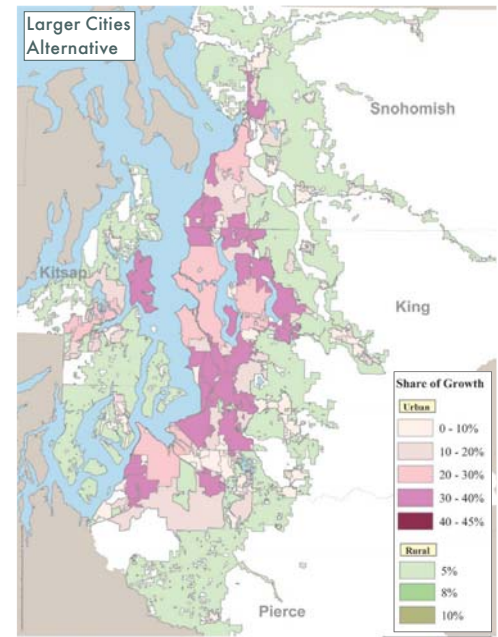 Larger Cities
Alternative
Snohomish
Kitsap
King
Share of Growth
Urban
0 - 10%
10 - 20%
20 - 30%
30 - 40%
40 - 45%
Rural
5%
8%
10%
Pierce